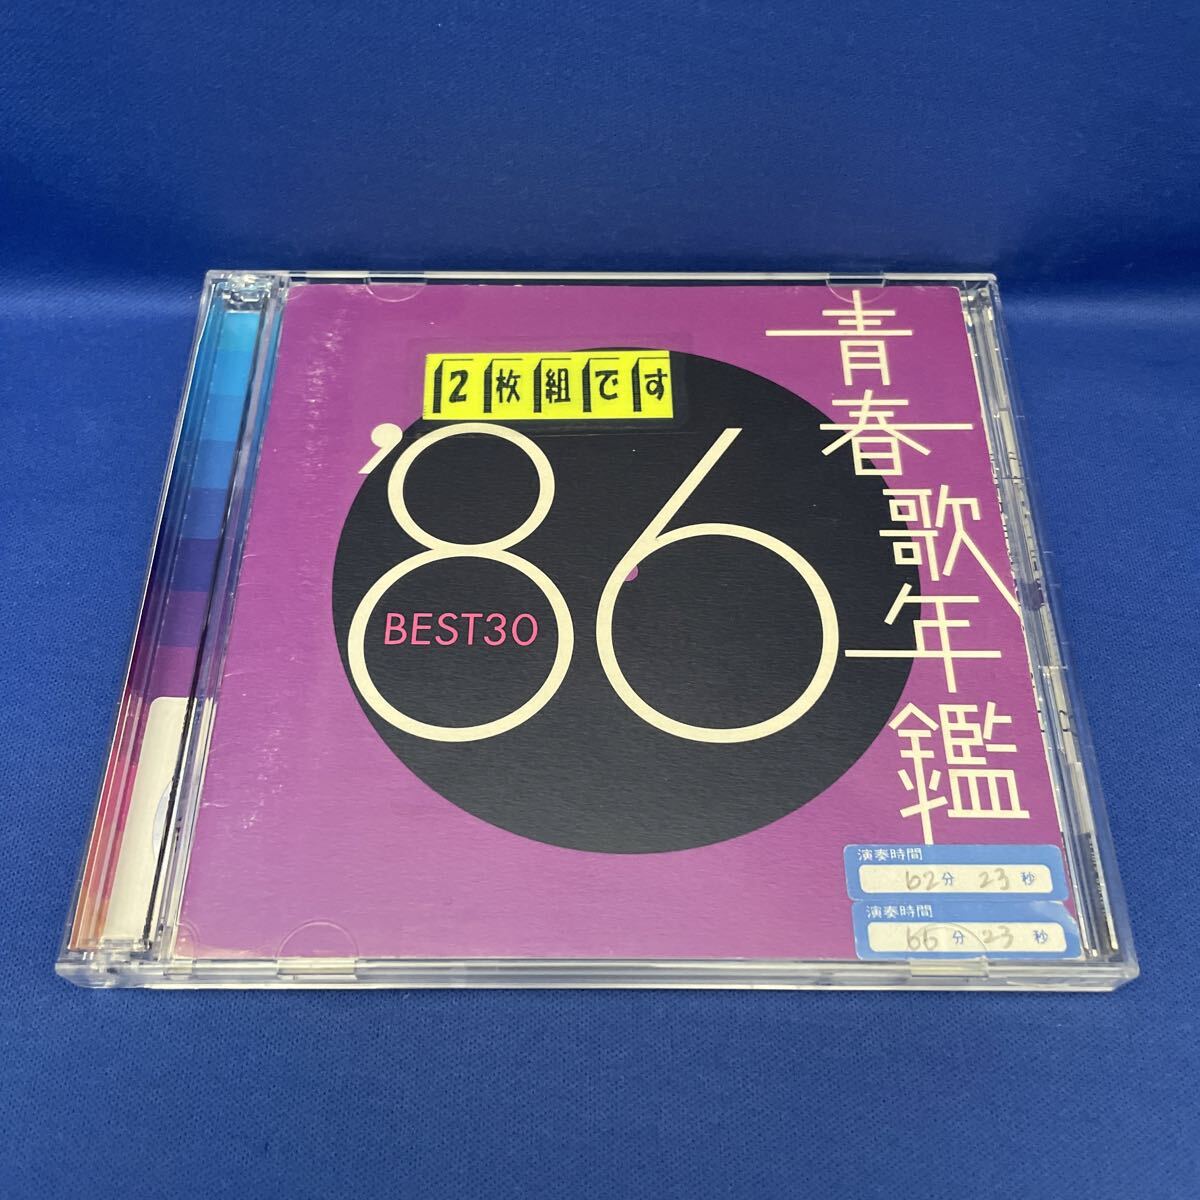 2枚組です
'86
BEST30
青春歌年鑑
演奏時間
62分 23秒
演奏時間
66分 23秒